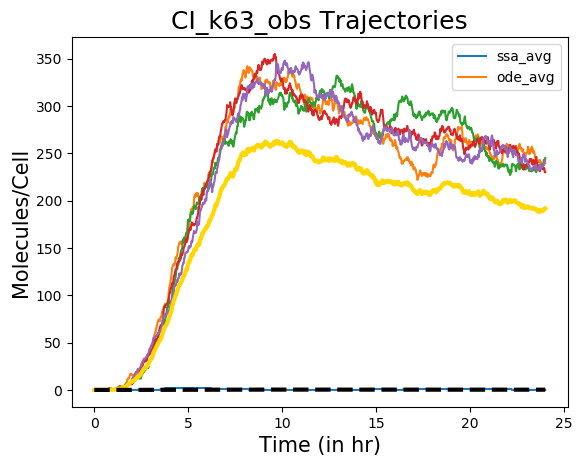 CI_k63_obs Trajectories
ssa_avg
ode_avg
Molecules/Cell
350
300
250
200
150
100
50
0
0 5 10 15 20 25
Time (in hr)